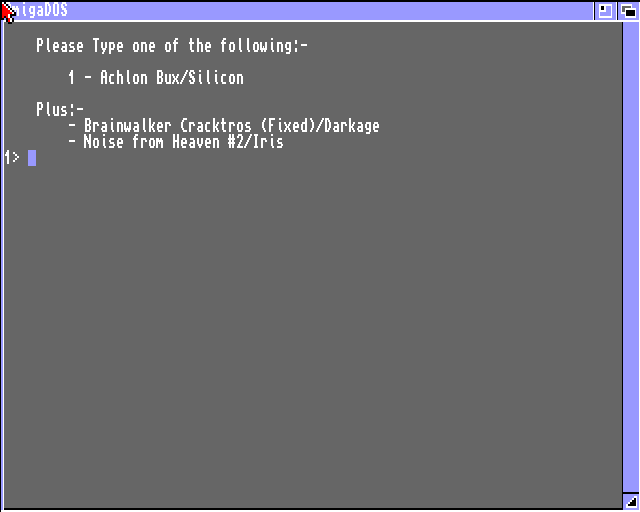 migaDOS
Please Type one of the following:-
1 - Achlon Bux/Silicon
Plus:-
- Brainwalker Cracktros (Fixed)/Darkage
- Noise from Heaven #2/Iris
1>